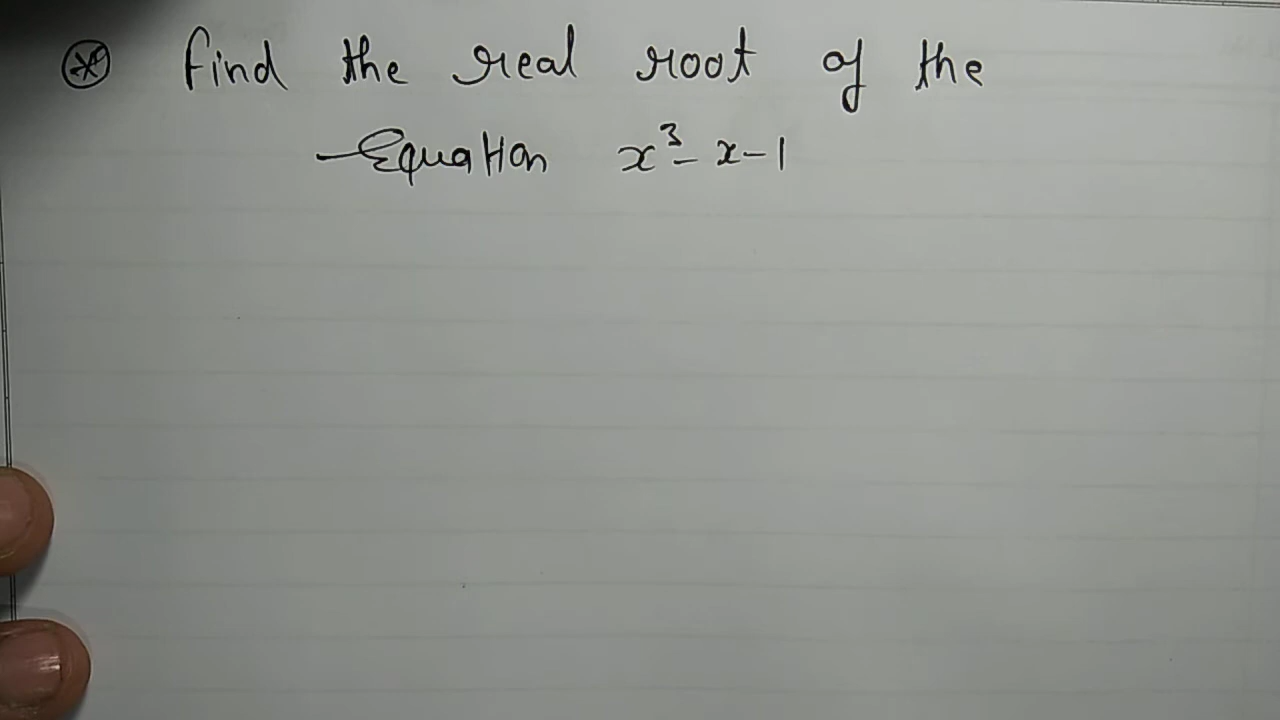 ⊛ find the real root of the
Equation x³ - x - 1